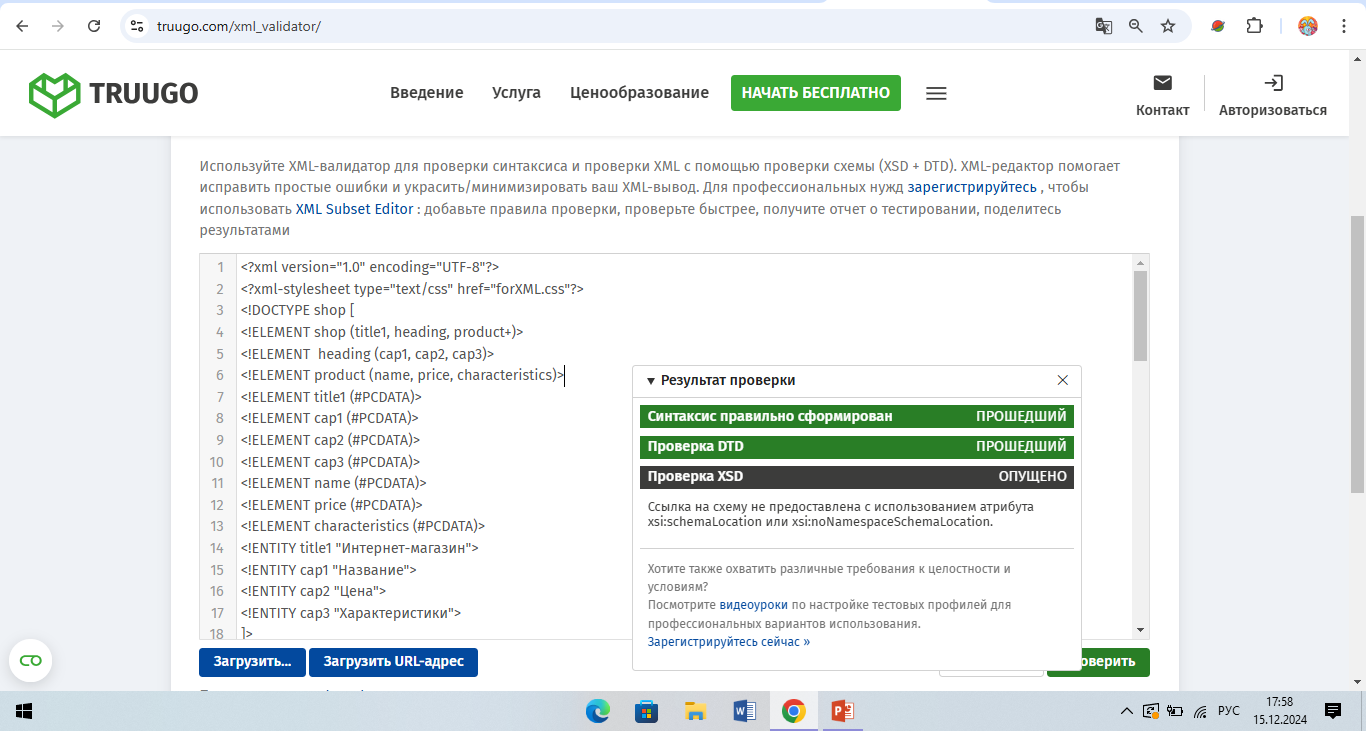 truugo.com/xml_validator/
TRUUGO
Введение
Услуга
Ценообразование
НАЧАТЬ БЕСПЛАТНО
Контакт
Авторизоваться
Используйте XML-валидатор для проверки синтаксиса и проверки XML с помощью проверки схемы (XSD + DTD). XML-редактор помогает
исправить простые ошибки и украсить/минимизировать ваш XML-вывод. Для профессиональных нужд зарегистрируйтесь , чтобы
использовать XML Subset Editor : добавьте правила проверки, проверьте быстрее, получите отчет о тестировании, поделитесь
результатами
1 <?xml version="1.0" encoding="UTF-8"?>
2 <?xml-stylesheet type="text/css" href="forXML.css"?>
3 <!DOCTYPE shop [
4 <!ELEMENT shop (title1, heading, product+)>
5 <!ELEMENT  heading (cap1, cap2, cap3)>
6 <!ELEMENT product (name, price, characteristics)>
7 <!ELEMENT title1 (#PCDATA)>
8 <!ELEMENT cap1 (#PCDATA)>
9 <!ELEMENT cap2 (#PCDATA)>
10 <!ELEMENT cap3 (#PCDATA)>
11 <!ELEMENT name (#PCDATA)>
12 <!ELEMENT price (#PCDATA)>
13 <!ELEMENT characteristics (#PCDATA)>
14 <!ENTITY title1 "Интернет-магазин">
15 <!ENTITY cap1 "Название">
16 <!ENTITY cap2 "Цена">
17 <!ENTITY cap3 "Характеристики">
18 ]>
▼ Результат проверки
Синтаксис правильно сформирован ПРОШЕДШИЙ
Проверка DTD ПРОШЕДШИЙ
Проверка XSD ОПУЩЕНО
Ссылка на схему не предоставлена с использованием атрибута
xsi:schemaLocation или xsi:noNamespaceSchemaLocation.
Хотите также охватить различные требования к целостности и
условиям?
Посмотрите видеоуроки по настройке тестовых профилей для
профессиональных вариантов использования.
Зарегистрируйтесь сейчас »
Загрузить...
Загрузить URL-адрес
оверить
РУС
17:58
15.12.2024